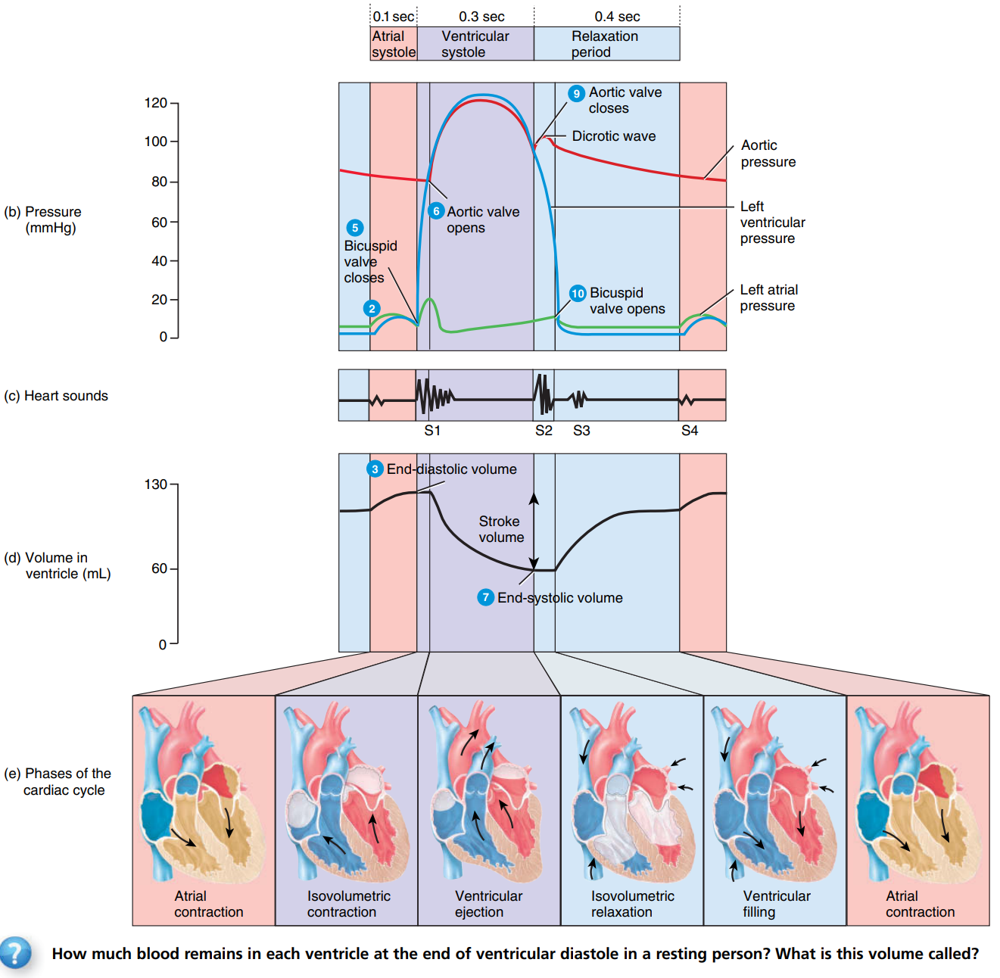 0.1 sec
0.3 sec
0.4 sec
Atrial
systole
Ventricular
systole
Relaxation
period
(b) Pressure
(mmHg)
120
100
80
60
40
20
0
9 Aortic valve
closes
Dicrotic wave
Aortic
pressure
6 Aortic valve
opens
Left
ventricular
pressure
5
Bicuspid
valve
closes
2
10 Bicuspid
valve opens
Left atrial
pressure
(c) Heart sounds
S1
S2
S3
S4
(d) Volume in
ventricle (mL)
130
60
0
3 End-diastolic volume
Stroke
volume
7 End-systolic volume
(e) Phases of the
cardiac cycle
Atrial
contraction
Isovolumetric
contraction
Ventricular
ejection
Isovolumetric
relaxation
Ventricular
filling
Atrial
contraction
? How much blood remains in each ventricle at the end of ventricular diastole in a resting person? What is this volume called?